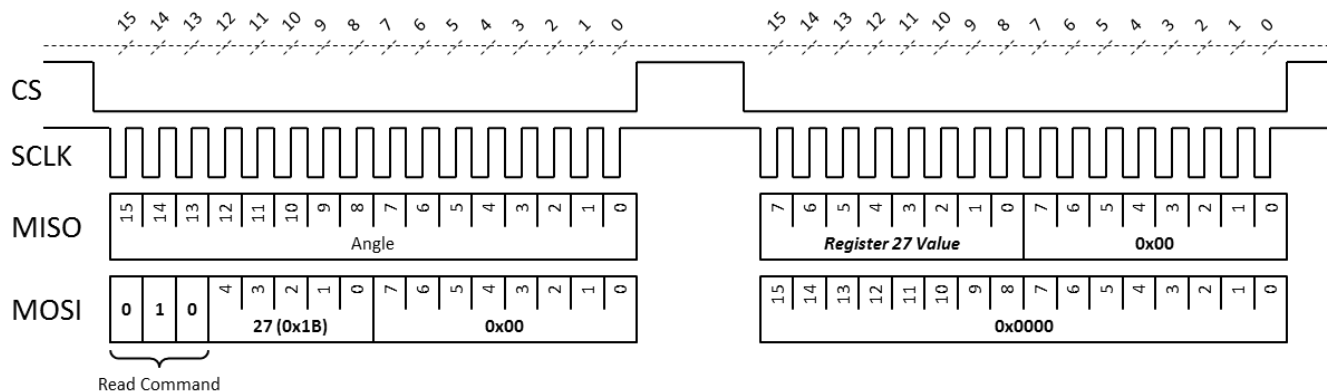 15 14 13 12 11 10 9 8 7 6 5 4 3 2 1 0 15 14 13 12 11 10 9 8 7 6 5 4 3 2 1 0
CS
SCLK
MISO 15 14 13 12 11 10 9 8 7 6 5 4 3 2 1 0 7 6 5 4 3 2 1 0 7 6 5 4 3 2 1 0
Angle Register 27 Value 0x00
MOSI 0 1 0 4 3 2 1 0 7 6 5 4 3 2 1 0 15 14 13 12 11 10 9 8 7 6 5 4 3 2 1 0
27 (0x1B) 0x00 0x0000
Read Command